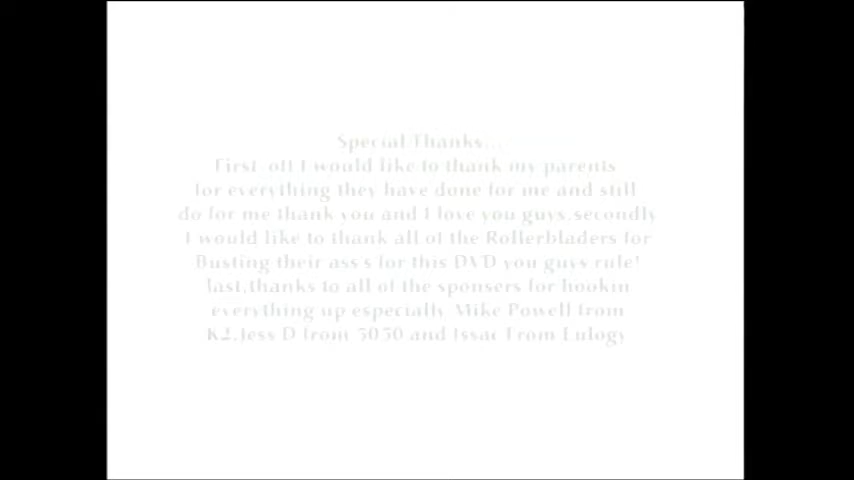 Special Thanks...
First off I would like to thank my parents
for everything they have done for me and still
do for me thank you and I love you guys.secondly
I would like to thank all of the Rollerbladers for
Busting their ass's for this DVD you guys rule!
last,thanks to all of the sponsers for hookin
everything up especially Mike Powell from
K2,Jess D from 5050 and Issac From Eulogy